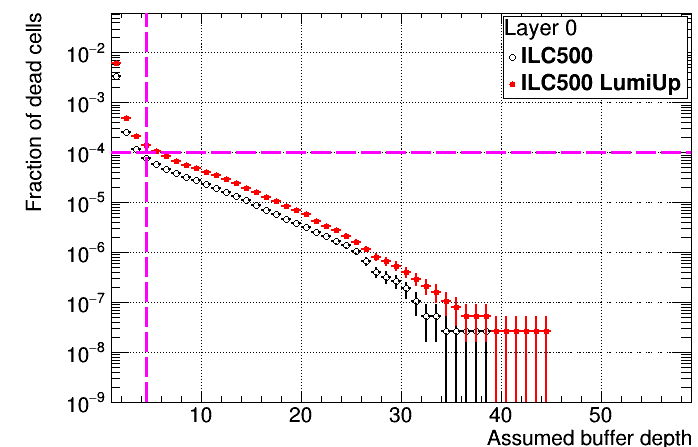 Fraction of dead cells
Layer 0
ILC500
ILC500 LumiUp
10⁻²
10⁻³
10⁻⁴
10⁻⁵
10⁻⁶
10⁻⁷
10⁻⁸
10⁻⁹
10 20 30 40 50
Assumed buffer depth